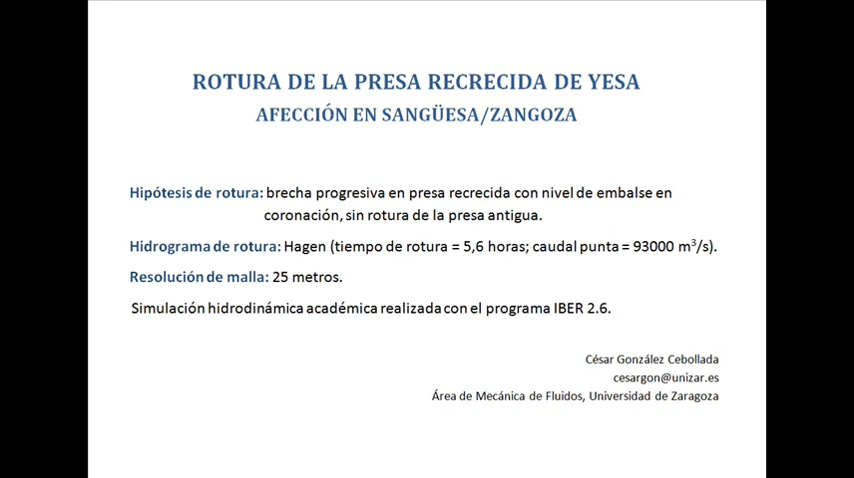 ROTURA DE LA PRESA RECRECIDA DE YESA
AFECCIÓN EN SANGÜESA/ZANGOZA
Hipótesis de rotura: brecha progresiva en presa recrecida con nivel de embalse en
coronación, sin rotura de la presa antigua.
Hidrograma de rotura: Hagen (tiempo de rotura = 5,6 horas; caudal punta = 93000 m³/s).
Resolución de malla: 25 metros.
Simulación hidrodinámica académica realizada con el programa IBER 2.6.
César González Cebollada
cesargon@unizar.es
Área de Mecánica de Fluidos, Universidad de Zaragoza